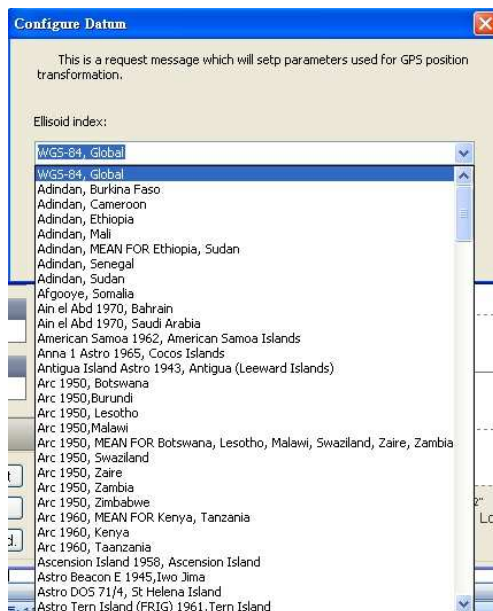 Configure Datum
This is a request message which will setp parameters used for GPS position
transformation.
Ellisoid index:
WGS-84, Global
WGS-84, Global
Adindan, Burkina Faso
Adindan, Cameroon
Adindan, Ethiopia
Adindan, Mali
Adindan, MEAN FOR Ethiopia, Sudan
Adindan, Senegal
Adindan, Sudan
Afgooye, Somalia
Ain el Abd 1970, Bahrain
Ain el Abd 1970, Saudi Arabia
American Samoa 1962, American Samoa Islands
Anna 1 Astro 1965, Cocos Islands
Antigua Island Astro 1943, Antigua (Leeward Islands)
Arc 1950, Botswana
Arc 1950,Burundi
Arc 1950, Lesotho
Arc 1950,Malawi
Arc 1950, MEAN FOR Botswana, Lesotho, Malawi, Swaziland, Zaire, Zambia
Arc 1950, Swaziland
Arc 1950, Zaire
Arc 1950, Zambia
Arc 1950, Zimbabwe
Arc 1960, MEAN FOR Kenya, Tanzania
Arc 1960, Kenya
Arc 1960, Taanzania
Ascension Island 1958, Ascension Island
Astro Beacon E 1945,Iwo Jima
Astro DOS 71/4, St Helena Island
Astro Tern Island (FRIG) 1961,Tern Island